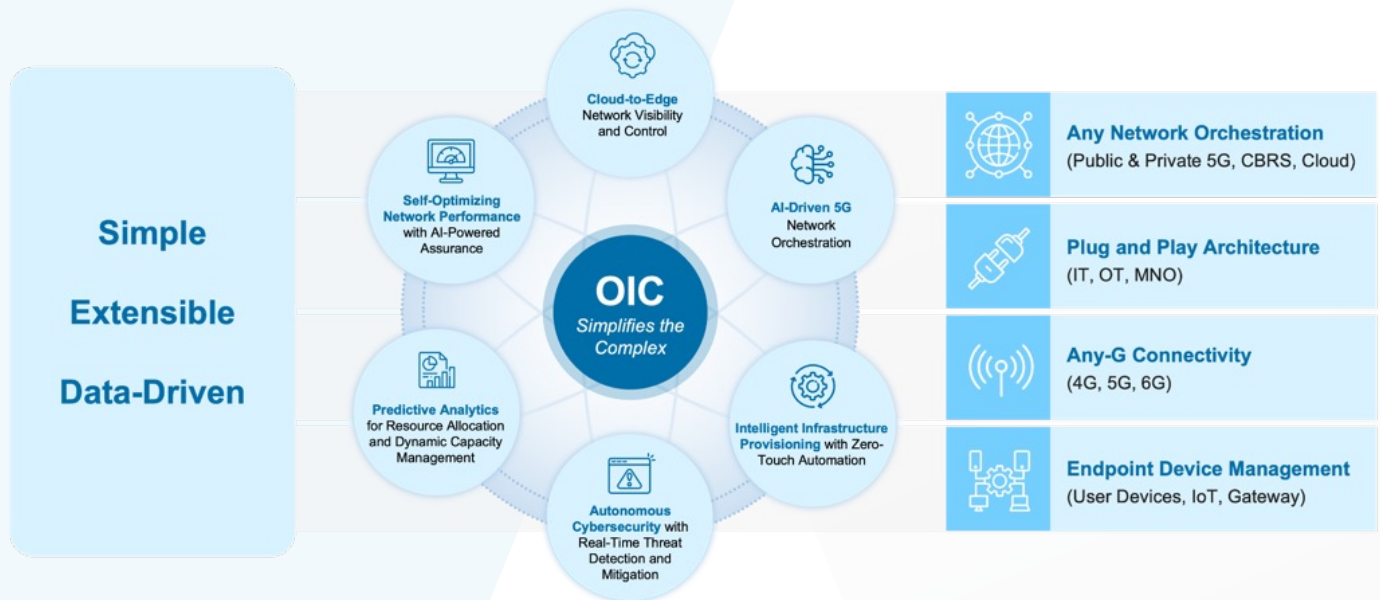 Simple
Extensible
Data-Driven
Cloud-to-Edge
Network Visibility
and Control
Self-Optimizing
Network Performance
with AI-Powered
Assurance
AI-Driven 5G
Network
Orchestration
OIC
Simplifies the
Complex
Predictive Analytics
for Resource Allocation
and Dynamic Capacity
Management
Intelligent Infrastructure
Provisioning with Zero-
Touch Automation
Autonomous
Cybersecurity with
Real-Time Threat
Detection and
Mitigation
Any Network Orchestration
(Public & Private 5G, CBRS, Cloud)
Plug and Play Architecture
(IT, OT, MNO)
Any-G Connectivity
(4G, 5G, 6G)
Endpoint Device Management
(User Devices, IoT, Gateway)